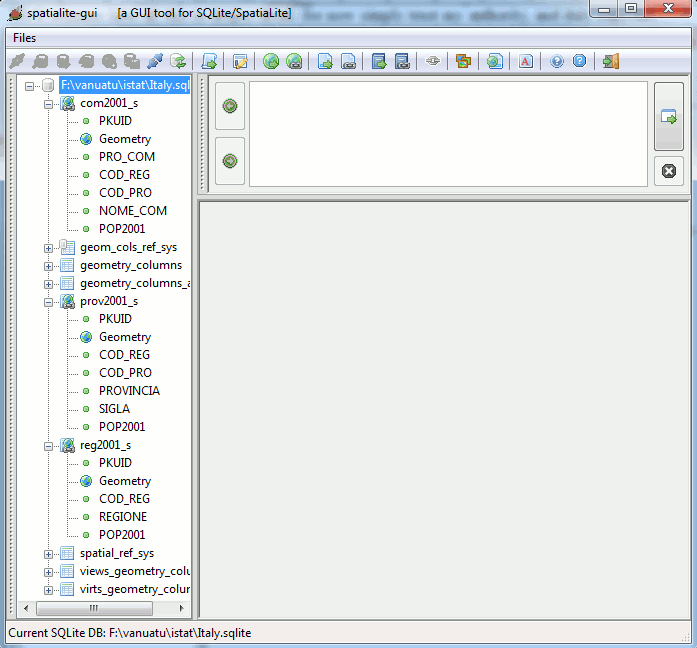 spatialite-gui [a GUI tool for SQLite/SpatiaLite]
Files
F:\vanuatu\istat\Italy.sql
com2001_s
PKUID
Geometry
PRO_COM
COD_REG
COD_PRO
NOME_COM
POP2001
geom_cols_ref_sys
geometry_columns
geometry_columns_a
prov2001_s
PKUID
Geometry
COD_REG
COD_PRO
PROVINCIA
SIGLA
POP2001
reg2001_s
PKUID
Geometry
COD_REG
REGIONE
POP2001
spatial_ref_sys
views_geometry_colu
virts_geometry_colur
Current SQLite DB: F:\vanuatu\istat\Italy.sqlite